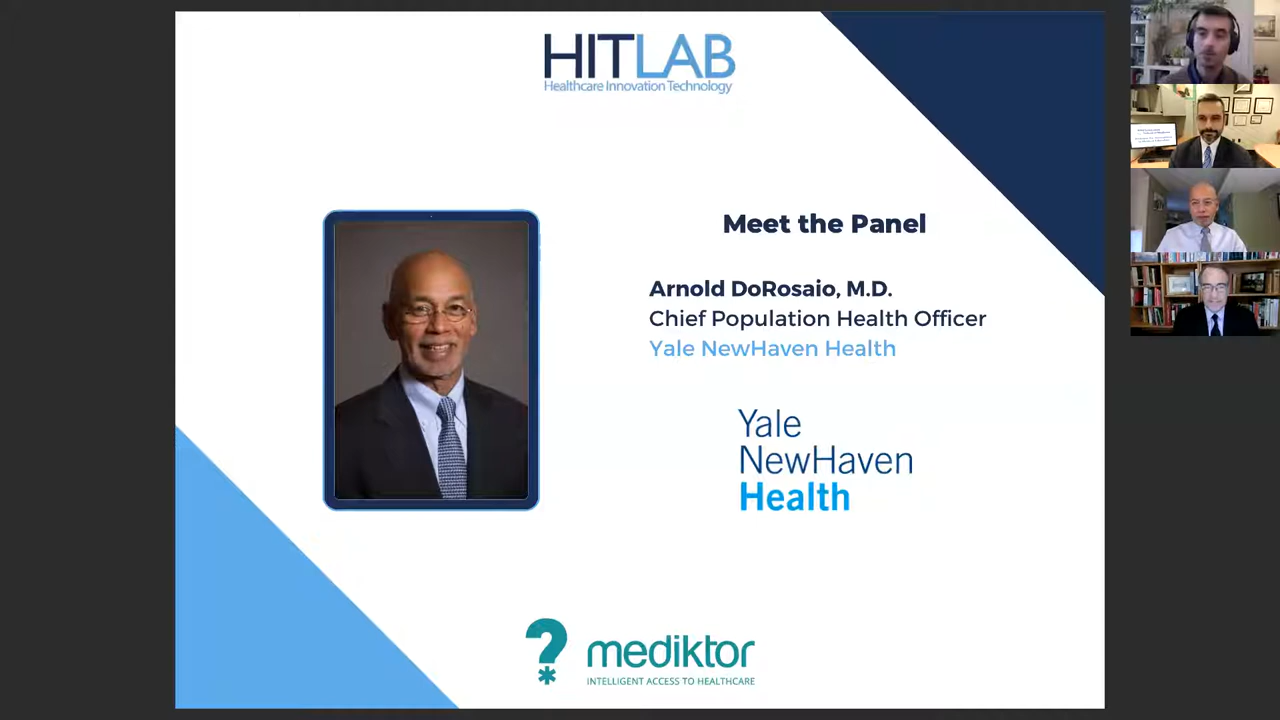 HITLAB
Healthcare Innovation Technology
Meet the Panel
Arnold DoRosaio, M.D.
Chief Population Health Officer
Yale NewHaven Health
Yale
NewHaven
Health
?
mediktor
INTELLIGENT ACCESS TO HEALTHCARE